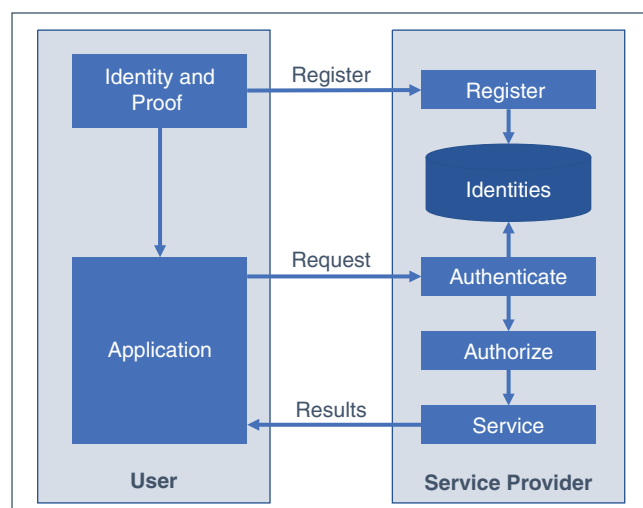 Identity and
Proof
Register
Register
Identities
Request
Authenticate
Application
Authorize
Results
Service
User
Service Provider